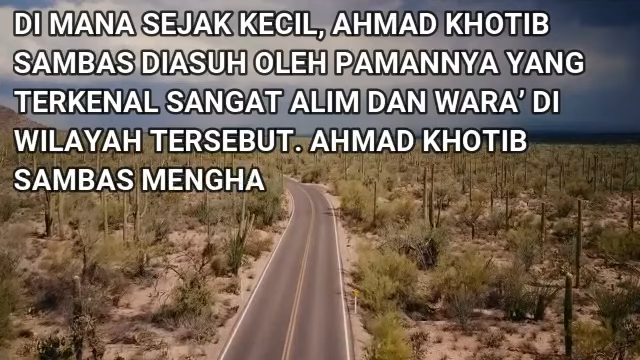 DI MANA SEJAK KECIL, AHMAD KHOTIB
SAMBAS DIASUH OLEH PAMANNYA YANG
TERKENAL SANGAT ALIM DAN WARA’ DI
WILAYAH TERSEBUT. AHMAD KHOTIB
SAMBAS MENGHA